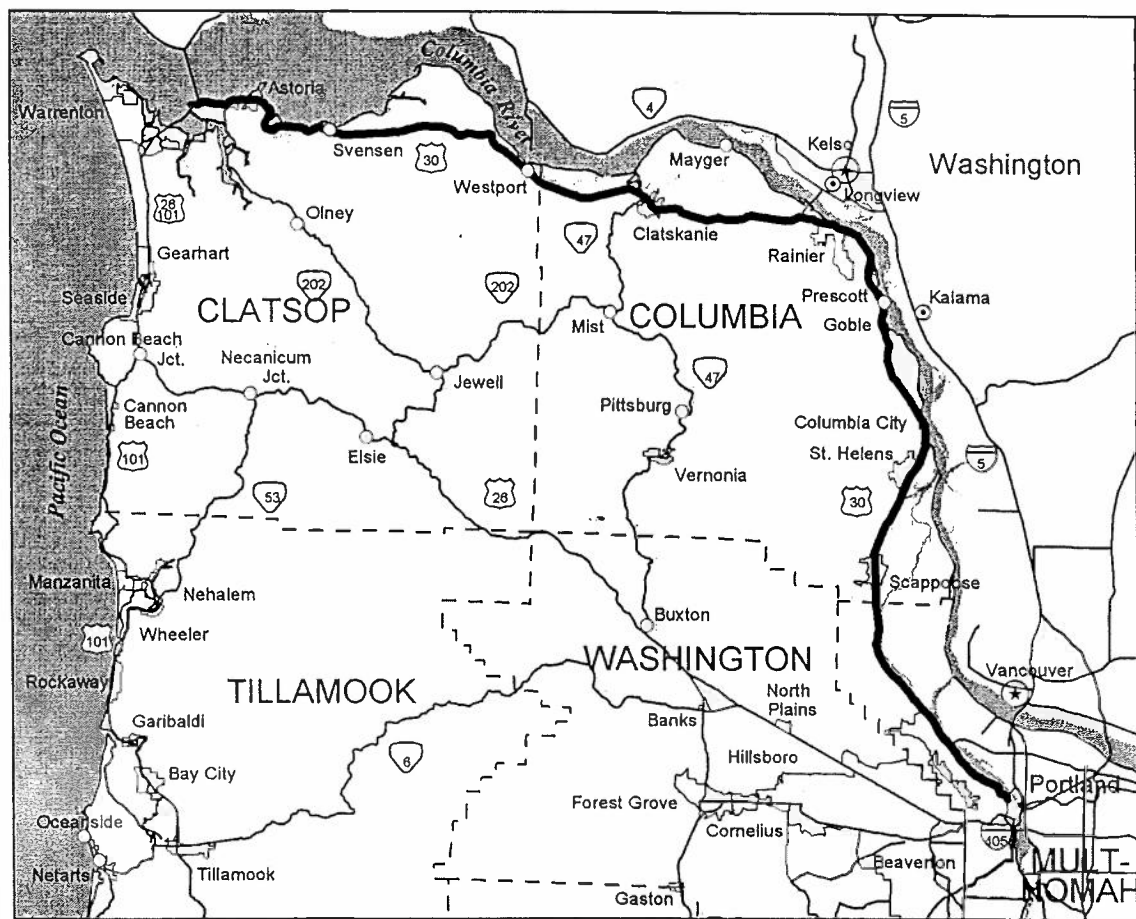 Columbia River
Astoria
Warrenton
4
5
Kelso
Washington
Svensen
30
Mayger
Westport
Longview
Olney
26
101
47
Clatskanie
Gearhart
Rainier
202
202
Seaside
CLATSOP
Prescott
Kalama
Mist
COLUMBIA
Goble
Cannon Beach
Jct.
Necanicum
Jct.
Jewell
47
Cannon
Beach
Pittsburg
Columbia City
Pacific Ocean
101
Elsie
St. Helens
5
Vernonia
53
26
30
Manzanita
Nehalem
Scappoose
Wheeler
Buxton
101
WASHINGTON
Vancouver
Rockaway
TILLAMOOK
North
Plains
Garibaldi
Banks
6
Hillsboro
Bay City
Portland
Forest Grove
Oceanside
Cornelius
405
Beaverton
MULT-
NOMAH
Netarts
Tillamook
Gaston